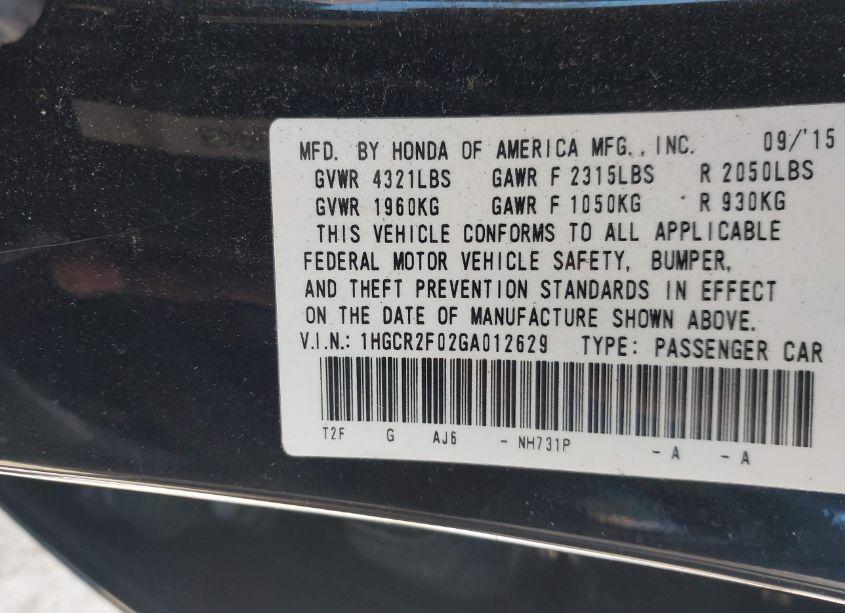 MFD. BY HONDA OF AMERICA MFG., INC. 09/'15
GVWR 4321LBS GAWR F 2315LBS R 2050LBS
GVWR 1960KG GAWR F 1050KG R 930KG
THIS VEHICLE CONFORMS TO ALL APPLICABLE
FEDERAL MOTOR VEHICLE SAFETY, BUMPER,
AND THEFT PREVENTION STANDARDS IN EFFECT
ON THE DATE OF MANUFACTURE SHOWN ABOVE.
V.I.N.: 1HGCR2F02GA012629 TYPE: PASSENGER CAR
T2F G AJ6 - NH731P - A - A